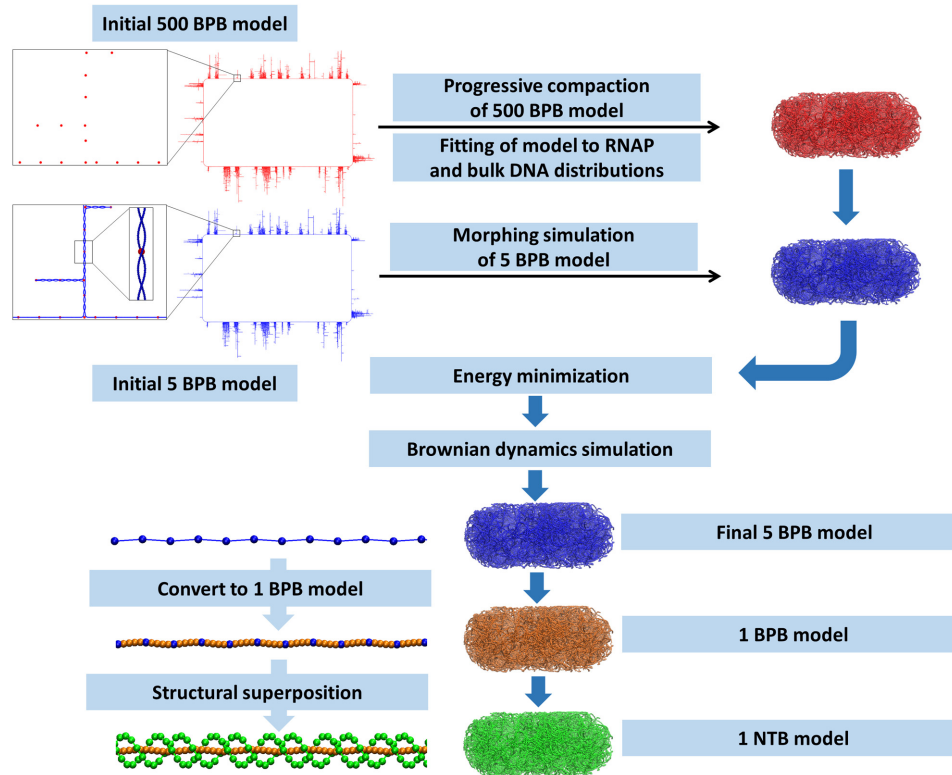 Initial 500 BPB model
Progressive compaction
of 500 BPB model
Fitting of model to RNAP
and bulk DNA distributions
Morphing simulation
of 5 BPB model
Initial 5 BPB model
Energy minimization
Brownian dynamics simulation
Final 5 BPB model
Convert to 1 BPB model
1 BPB model
Structural superposition
1 NTB model